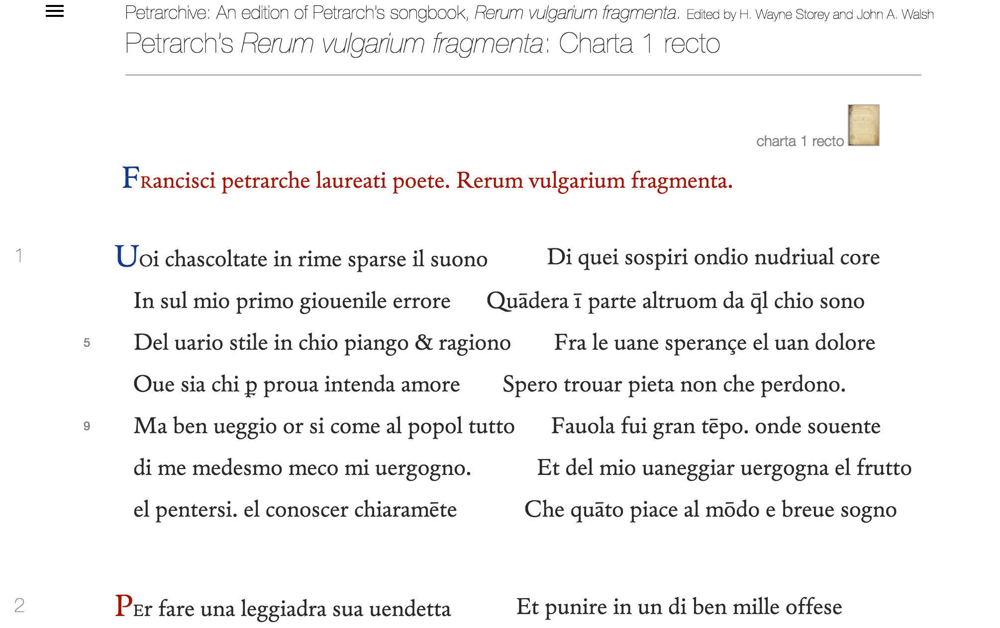 Petrarchive: An edition of Petrarch's songbook, Rerum vulgarium fragmenta. Edited by H. Wayne Storey and John A. Walsh
Petrarch's Rerum vulgarium fragmenta: Charta 1 recto
charta 1 recto
FRancisci petrarche laureati poete. Rerum vulgarium fragmenta.
1 UOi chascoltate in rime sparse il suono Di quei sospiri ondio nudriual core
In sul mio primo giouenile errore Quādera ī parte altruom da q̄l chio sono
5 Del uario stile in chio piango & ragiono Fra le uane sperançe el uan dolore
Oue sia chi ꝑ proua intenda amore Spero trouar pieta non che perdono.
9 Ma ben ueggio or si come al popol tutto Fauola fui gran tēpo. onde souente
di me medesmo meco mi uergogno. Et del mio uaneggiar uergogna el frutto
el pentersi. el conoscer chiaramēte Che quāto piace al mōdo e breue sogno
2 PEr fare una leggiadra sua uendetta Et punire in un di ben mille offese